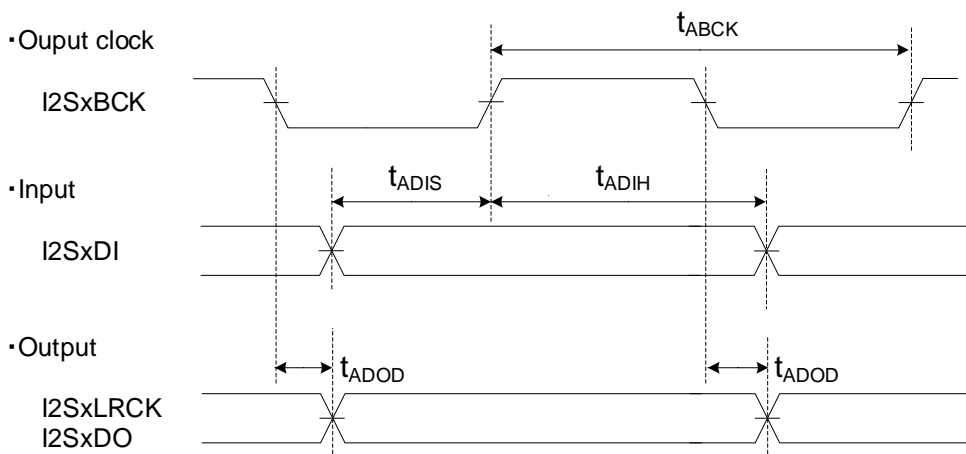 ・Ouput clock
tABCK
I2SxBCK
・Input
tADIS
tADIH
I2SxDI
・Output
tADOD
tADOD
I2SxLRCK
I2SxDO